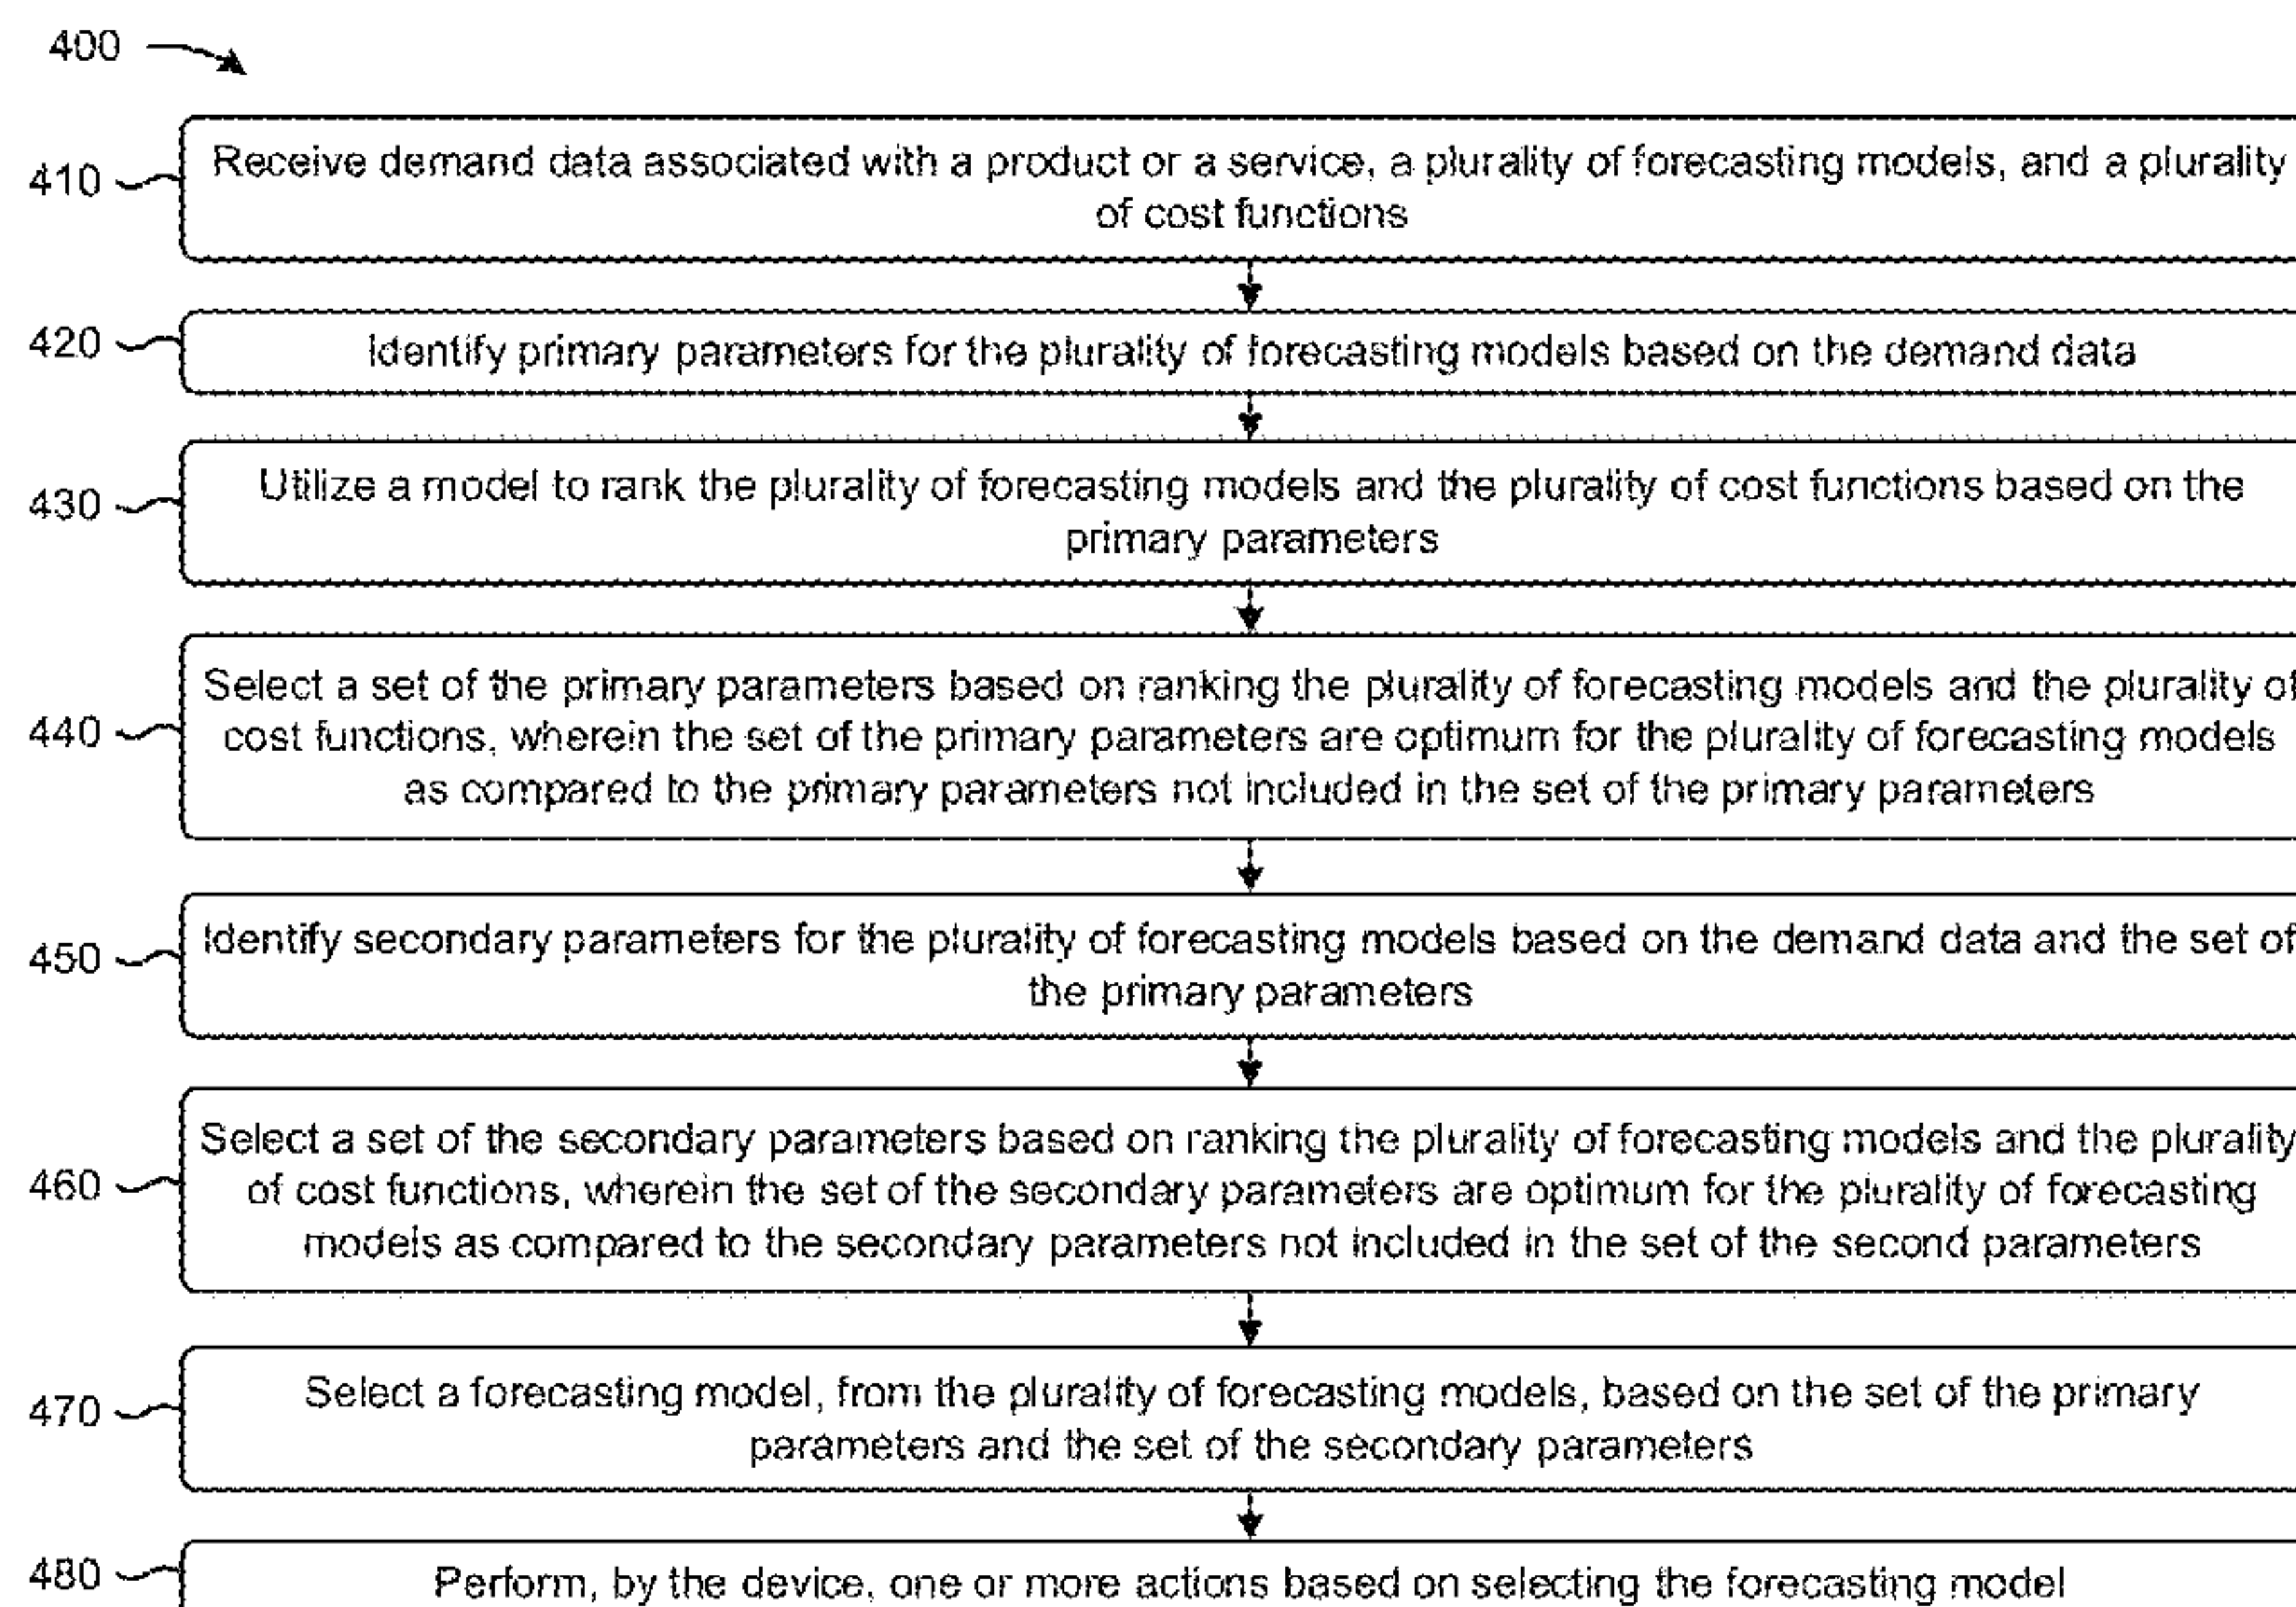 400
410
Receive demand data associated with a product or a service, a plurality of forecasting models, and a plurality
of cost functions
420
Identify primary parameters for the plurality of forecasting models based on the demand data
430
Utilize a model to rank the plurality of forecasting models and the plurality of cost functions based on the
primary parameters
440
Select a set of the primary parameters based on ranking the plurality of forecasting models and the plurality of
cost functions, wherein the set of the primary parameters are optimum for the plurality of forecasting models
as compared to the primary parameters not included in the set of the primary parameters
450
Identify secondary parameters for the plurality of forecasting models based on the demand data and the set of
the primary parameters
460
Select a set of the secondary parameters based on ranking the plurality of forecasting models and the plurality
of cost functions, wherein the set of the secondary parameters are optimum for the plurality of forecasting
models as compared to the secondary parameters not included in the set of the second parameters
470
Select a forecasting model, from the plurality of forecasting models, based on the set of the primary
parameters and the set of the secondary parameters
480
Perform, by the device, one or more actions based on selecting the forecasting model